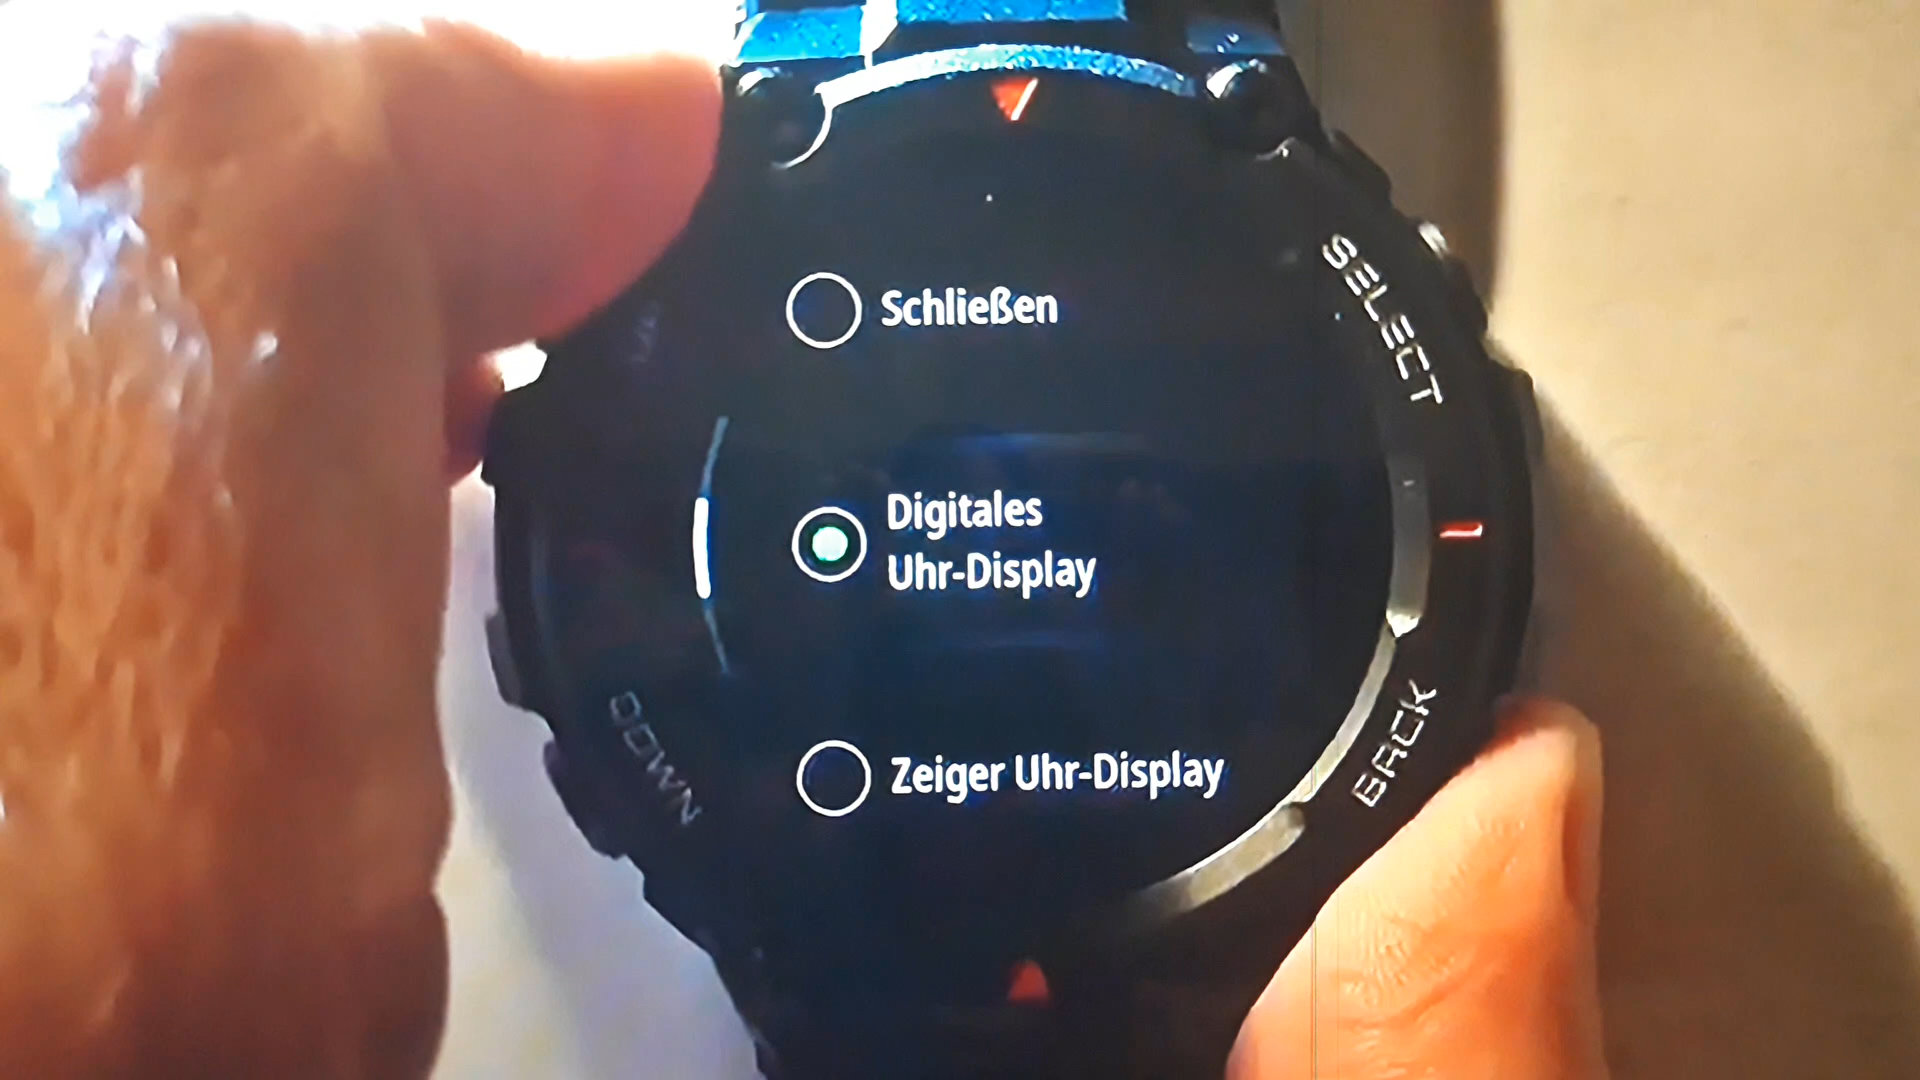 Schließen
SELECT
Digitales
Uhr-Display
Zeiger Uhr-Display
DOWN
BACK